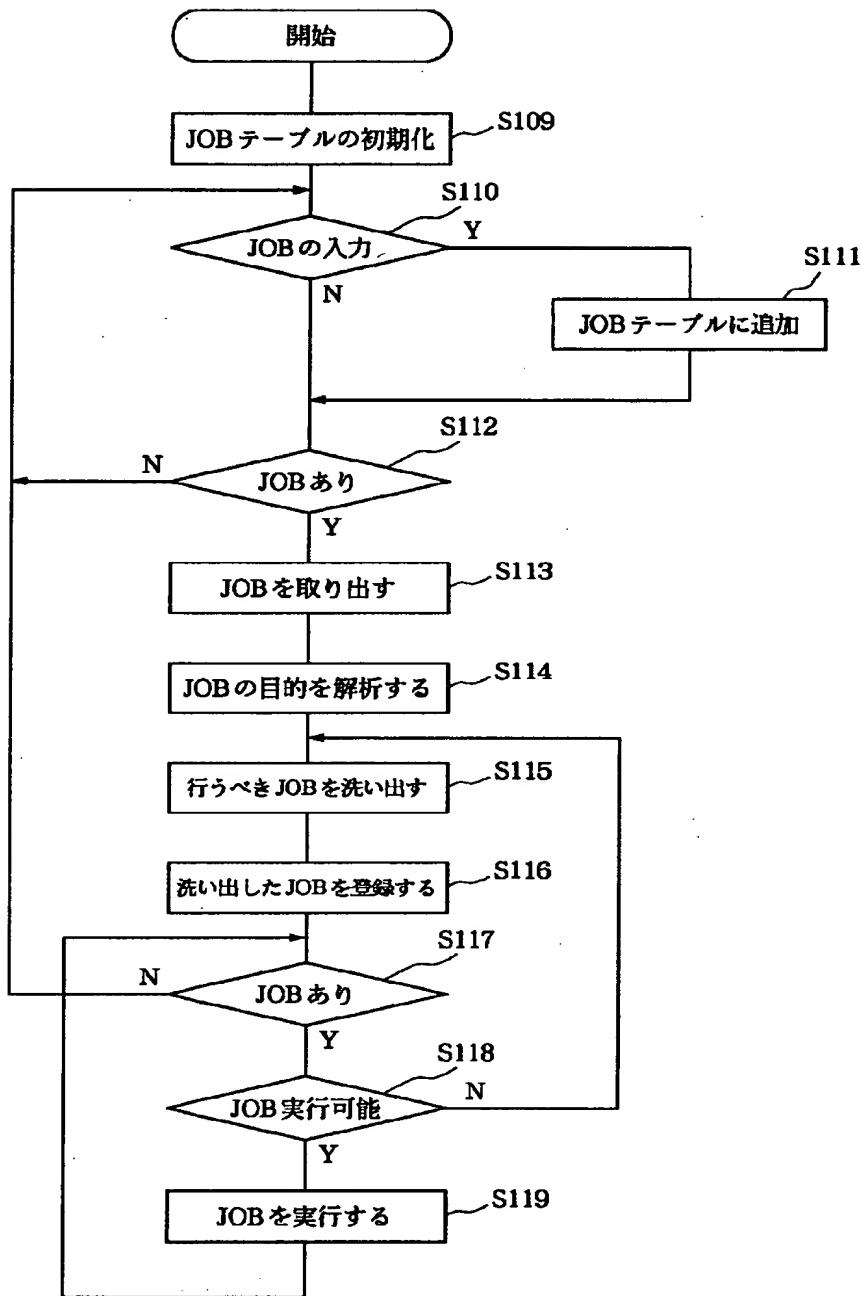 開始
JOBテーブルの初期化
S109
S110
JOBの入力
Y
N
S111
JOBテーブルに追加
S112
N
JOBあり
Y
JOBを取り出す
S113
JOBの目的を解析する
S114
行うべきJOBを洗い出す
S115
洗い出したJOBを登録する
S116
S117
N
JOBあり
Y
S118
JOB実行可能
N
Y
JOBを実行する
S119